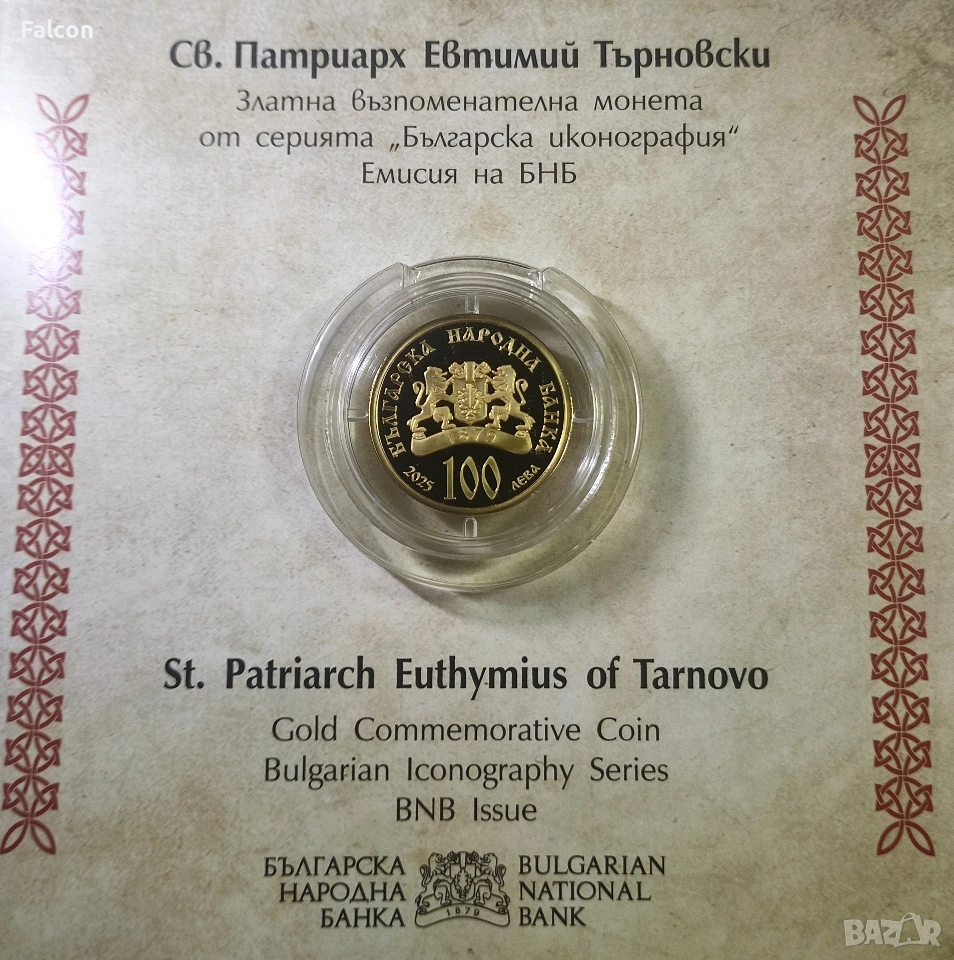 Falcon
Св. Патриарх Евтимий Търновски
Златна възпоменателна монета
от серията „Българска иконография“
Емисия на БНБ
БЪЛГАРСКА НАРОДНА БАНКА
1879
2025 100 ЛЕВА
St. Patriarch Euthymius of Tarnovo
Gold Commemorative Coin
Bulgarian Iconography Series
BNB Issue
БЪЛГАРСКА
НАРОДНА
БАНКА
1879
BULGARIAN
NATIONAL
BANK
BAZAR